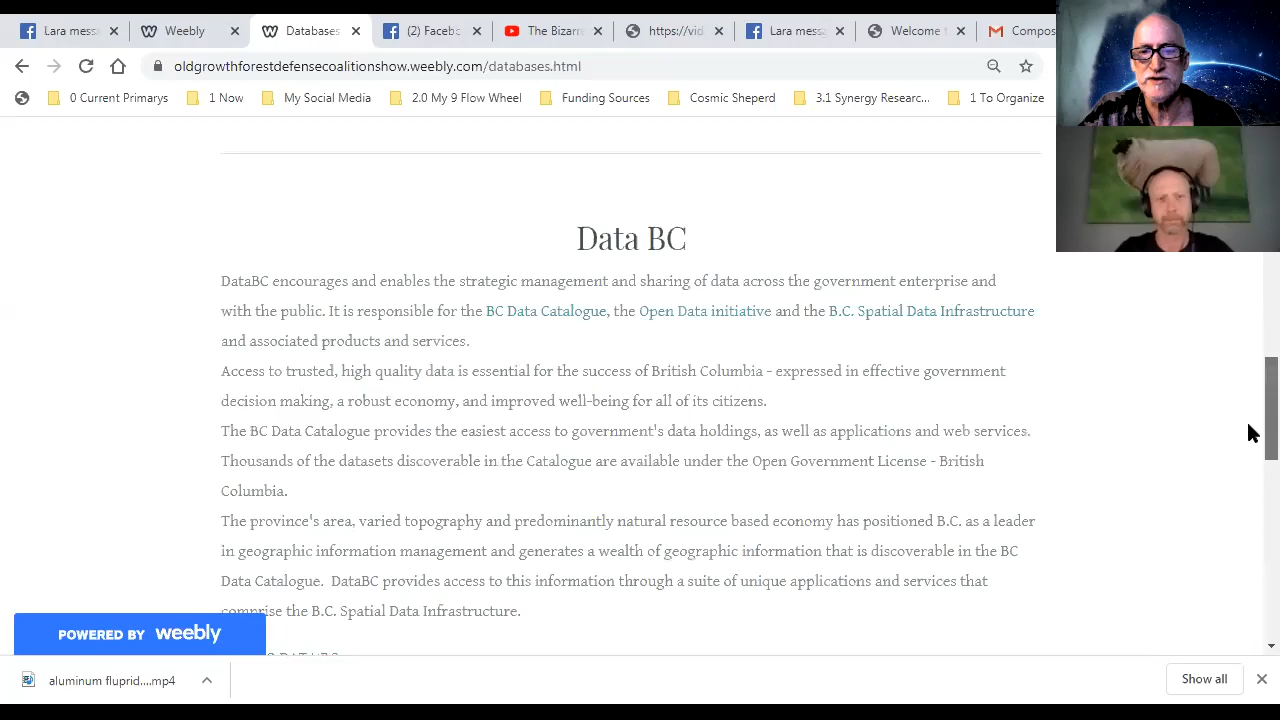 Lara mess
Weebly
Databases
(2) Faceb
The Bizarr
https://vid
Lara mess
Welcome t
Compos
oldgrowthforestdefensecoalitionshow.weebly.com/databases.html
0 Current Primarys
1 Now
My Social Media
2.0 My 9 Flow Wheel
Funding Sources
Cosmic Sheperd
3.1 Synergy Researc...
1 To Organize
Data BC
DataBC encourages and enables the strategic management and sharing of data across the government enterprise and
with the public. It is responsible for the BC Data Catalogue, the Open Data initiative and the B.C. Spatial Data Infrastructure
and associated products and services.
Access to trusted, high quality data is essential for the success of British Columbia - expressed in effective government
decision making, a robust economy, and improved well-being for all of its citizens.
The BC Data Catalogue provides the easiest access to government's data holdings, as well as applications and web services.
Thousands of the datasets discoverable in the Catalogue are available under the Open Government License - British
Columbia.
The province's area, varied topography and predominantly natural resource based economy has positioned B.C. as a leader
in geographic information management and generates a wealth of geographic information that is discoverable in the BC
Data Catalogue. DataBC provides access to this information through a suite of unique applications and services that
comprise the B.C. Spatial Data Infrastructure.
POWERED BY weebly
aluminum fluprid....mp4
Show all